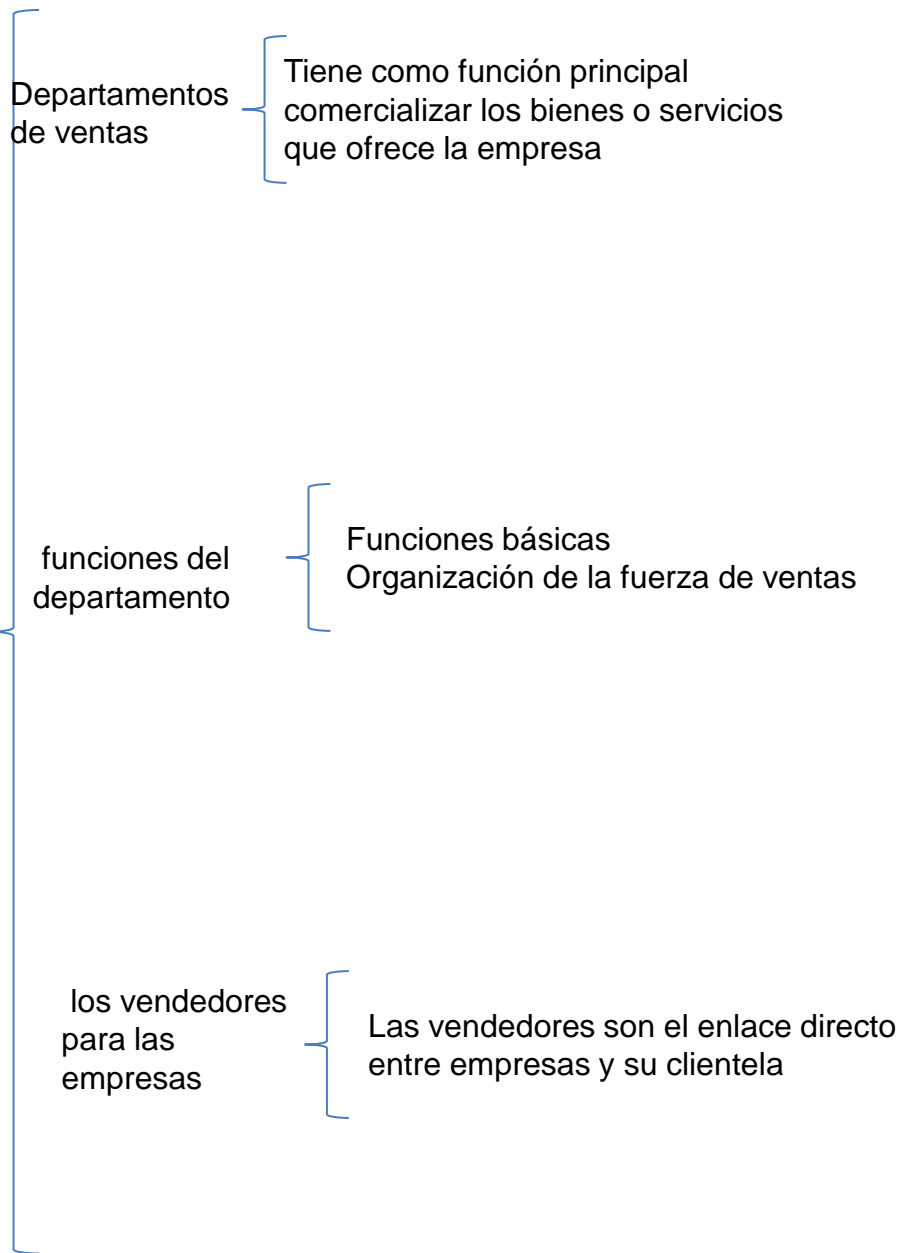 Departamentos
de ventas
Tiene como función principal
comercializar los bienes o servicios
que ofrece la empresa
funciones del
departamento
Funciones básicas
Organización de la fuerza de ventas
los vendedores
para las
empresas
Las vendedores son el enlace directo
entre empresas y su clientela